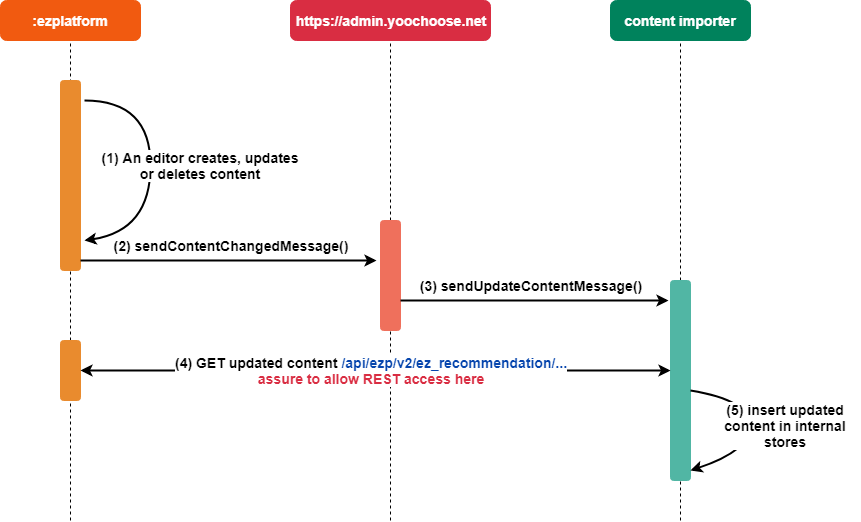 :ezplatform
https://admin.yoochoose.net
content importer
(1) An editor creates, updates
or deletes content
(2) sendContentChangedMessage()
(3) sendUpdateContentMessage()
(4) GET updated content /api/ezp/v2/ez_recommendation/...
assure to allow REST access here
(5) insert updated
content in internal
stores